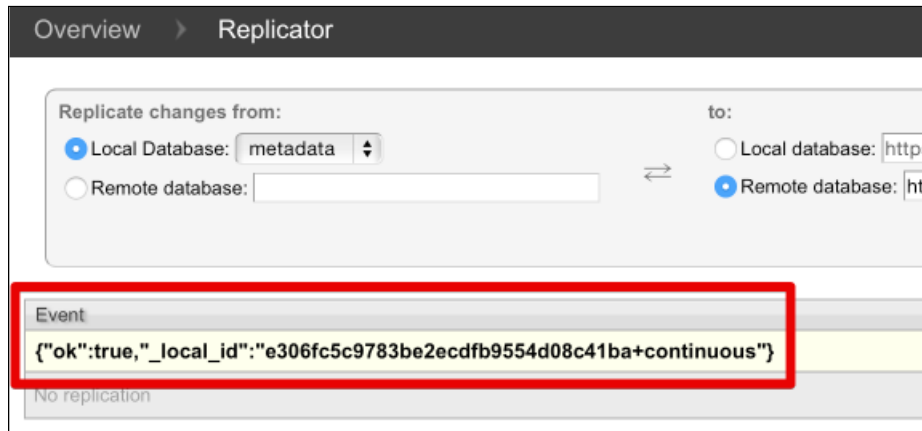 Overview Replicator
Replicate changes from: to:
Local Database: metadata Local database: http
Remote database: Remote database: ht
Event
{"ok":true,"_local_id":"e306fc5c9783be2ecdfb9554d08c41ba+continuous"}
No replication